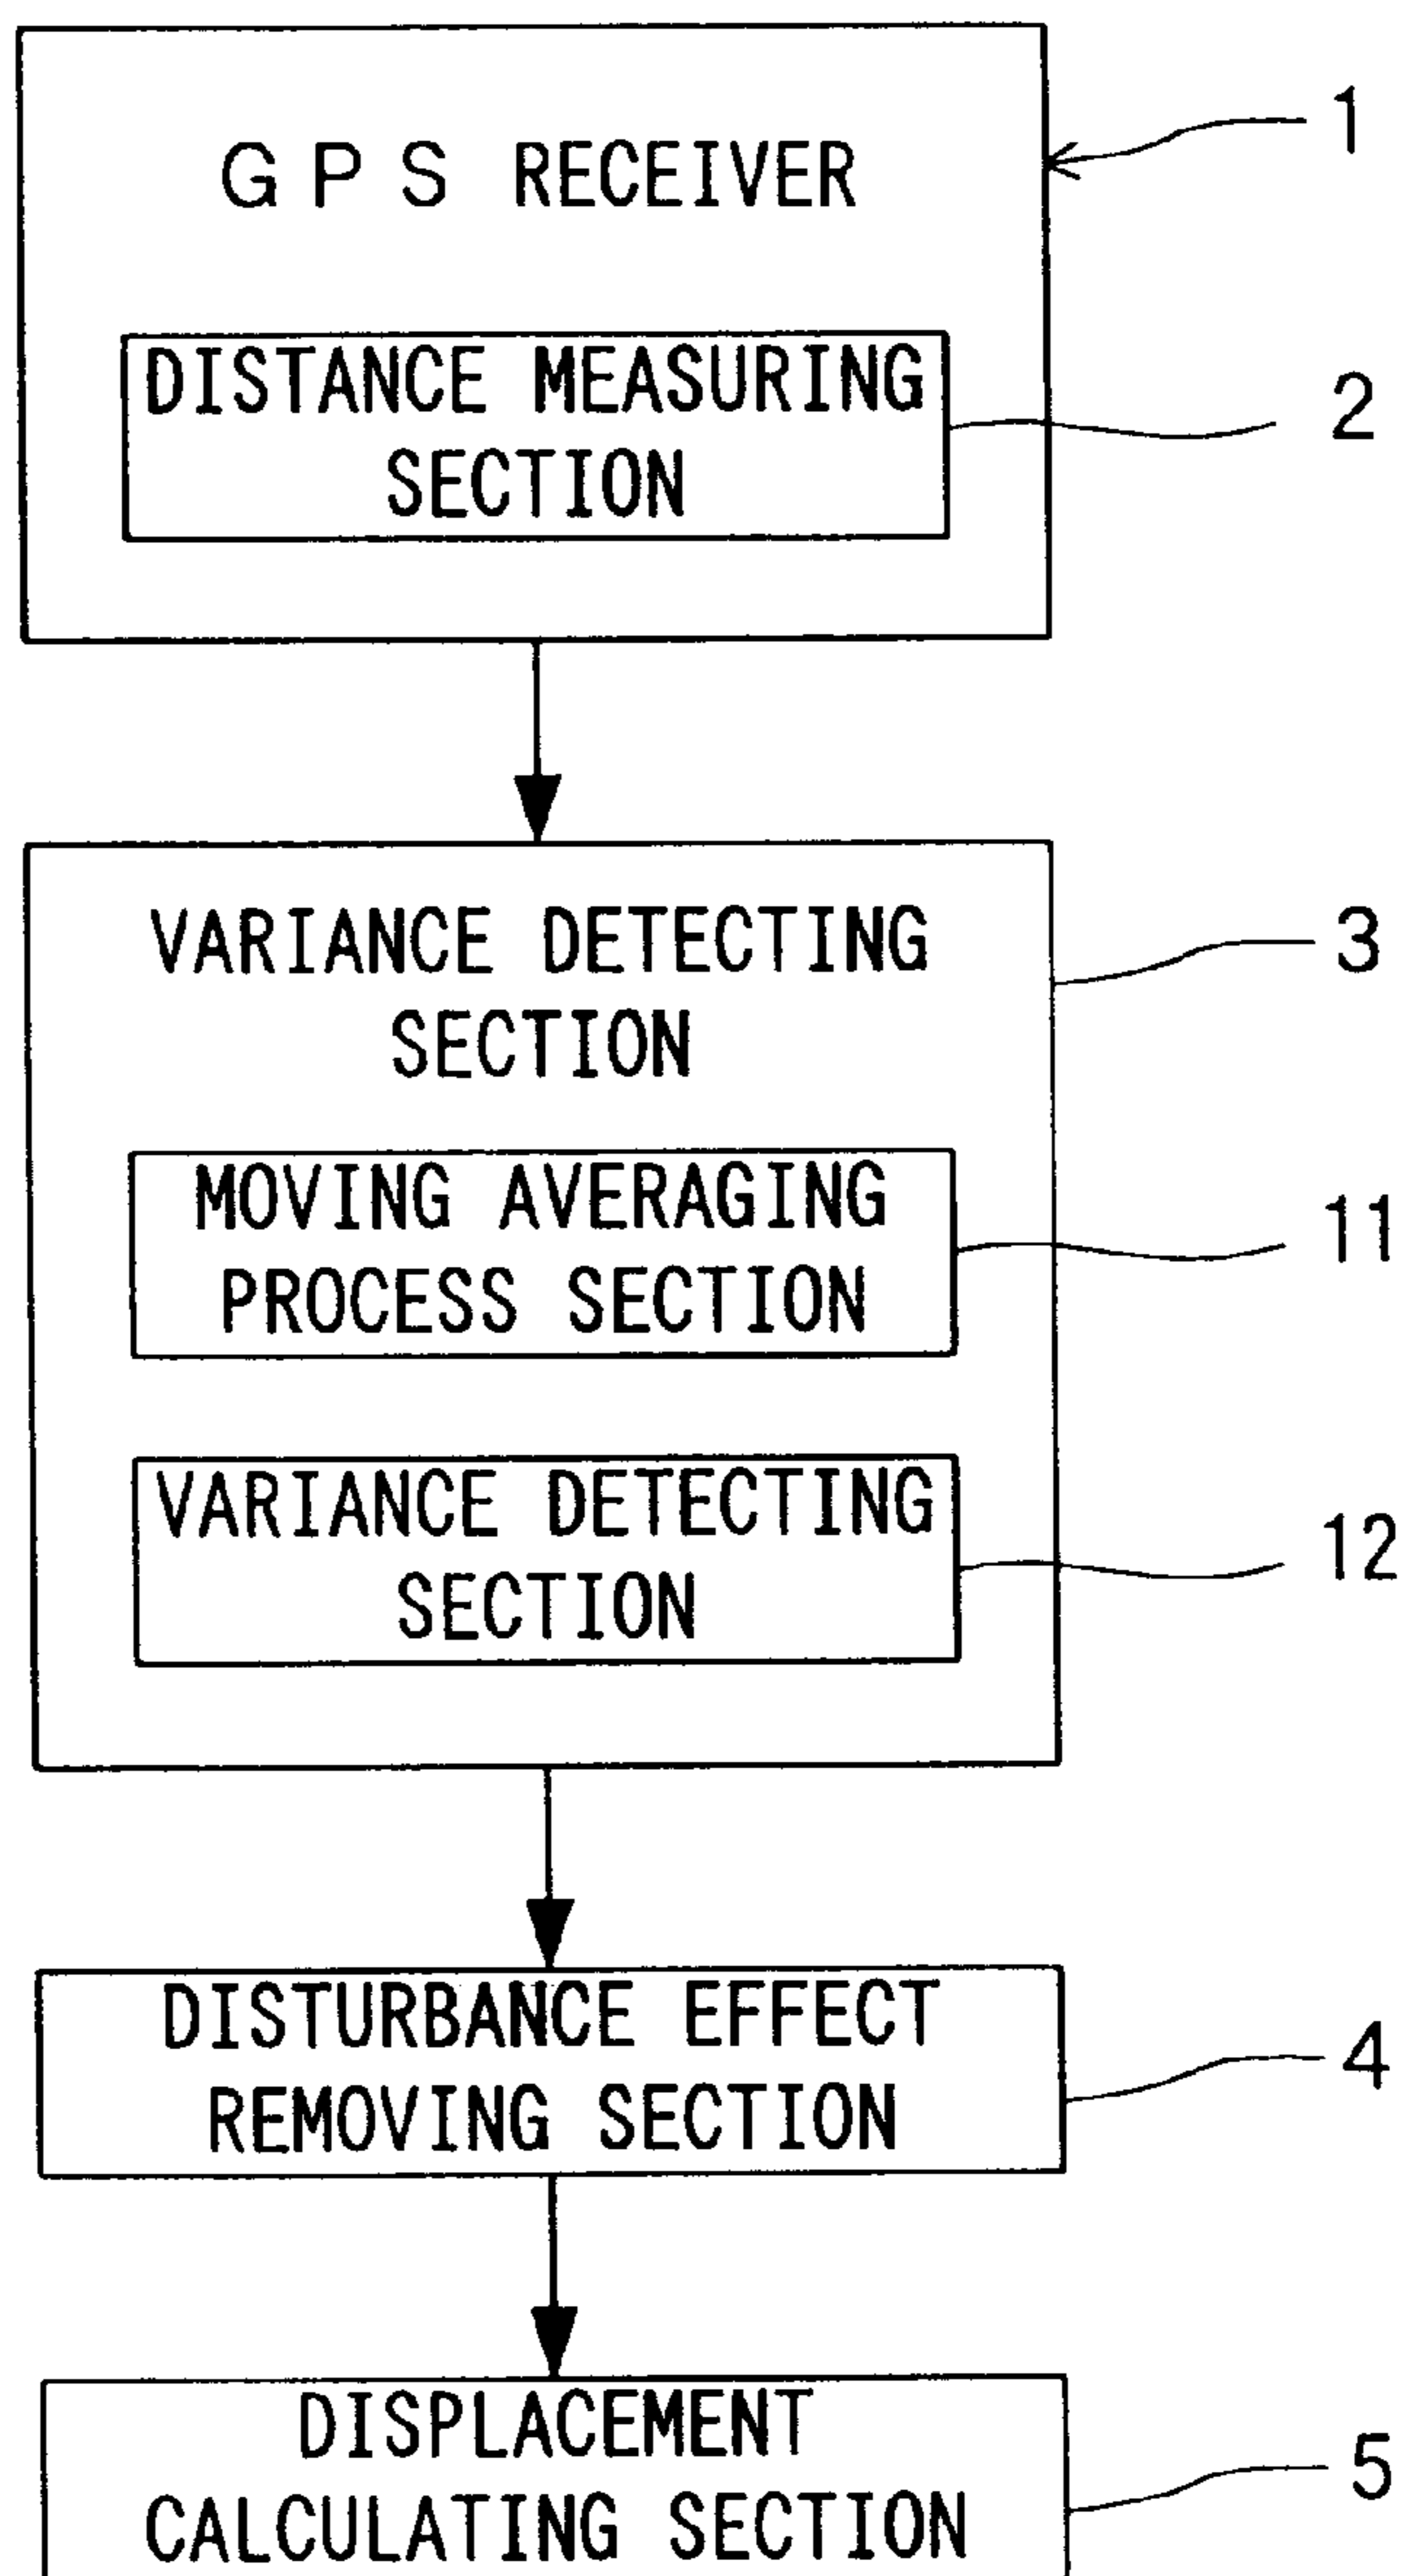 GPS RECEIVER
1
DISTANCE MEASURING
SECTION
2
VARIANCE DETECTING
SECTION
3
MOVING AVERAGING
PROCESS SECTION
11
VARIANCE DETECTING
SECTION
12
DISTURBANCE EFFECT
REMOVING SECTION
4
DISPLACEMENT
CALCULATING SECTION
5